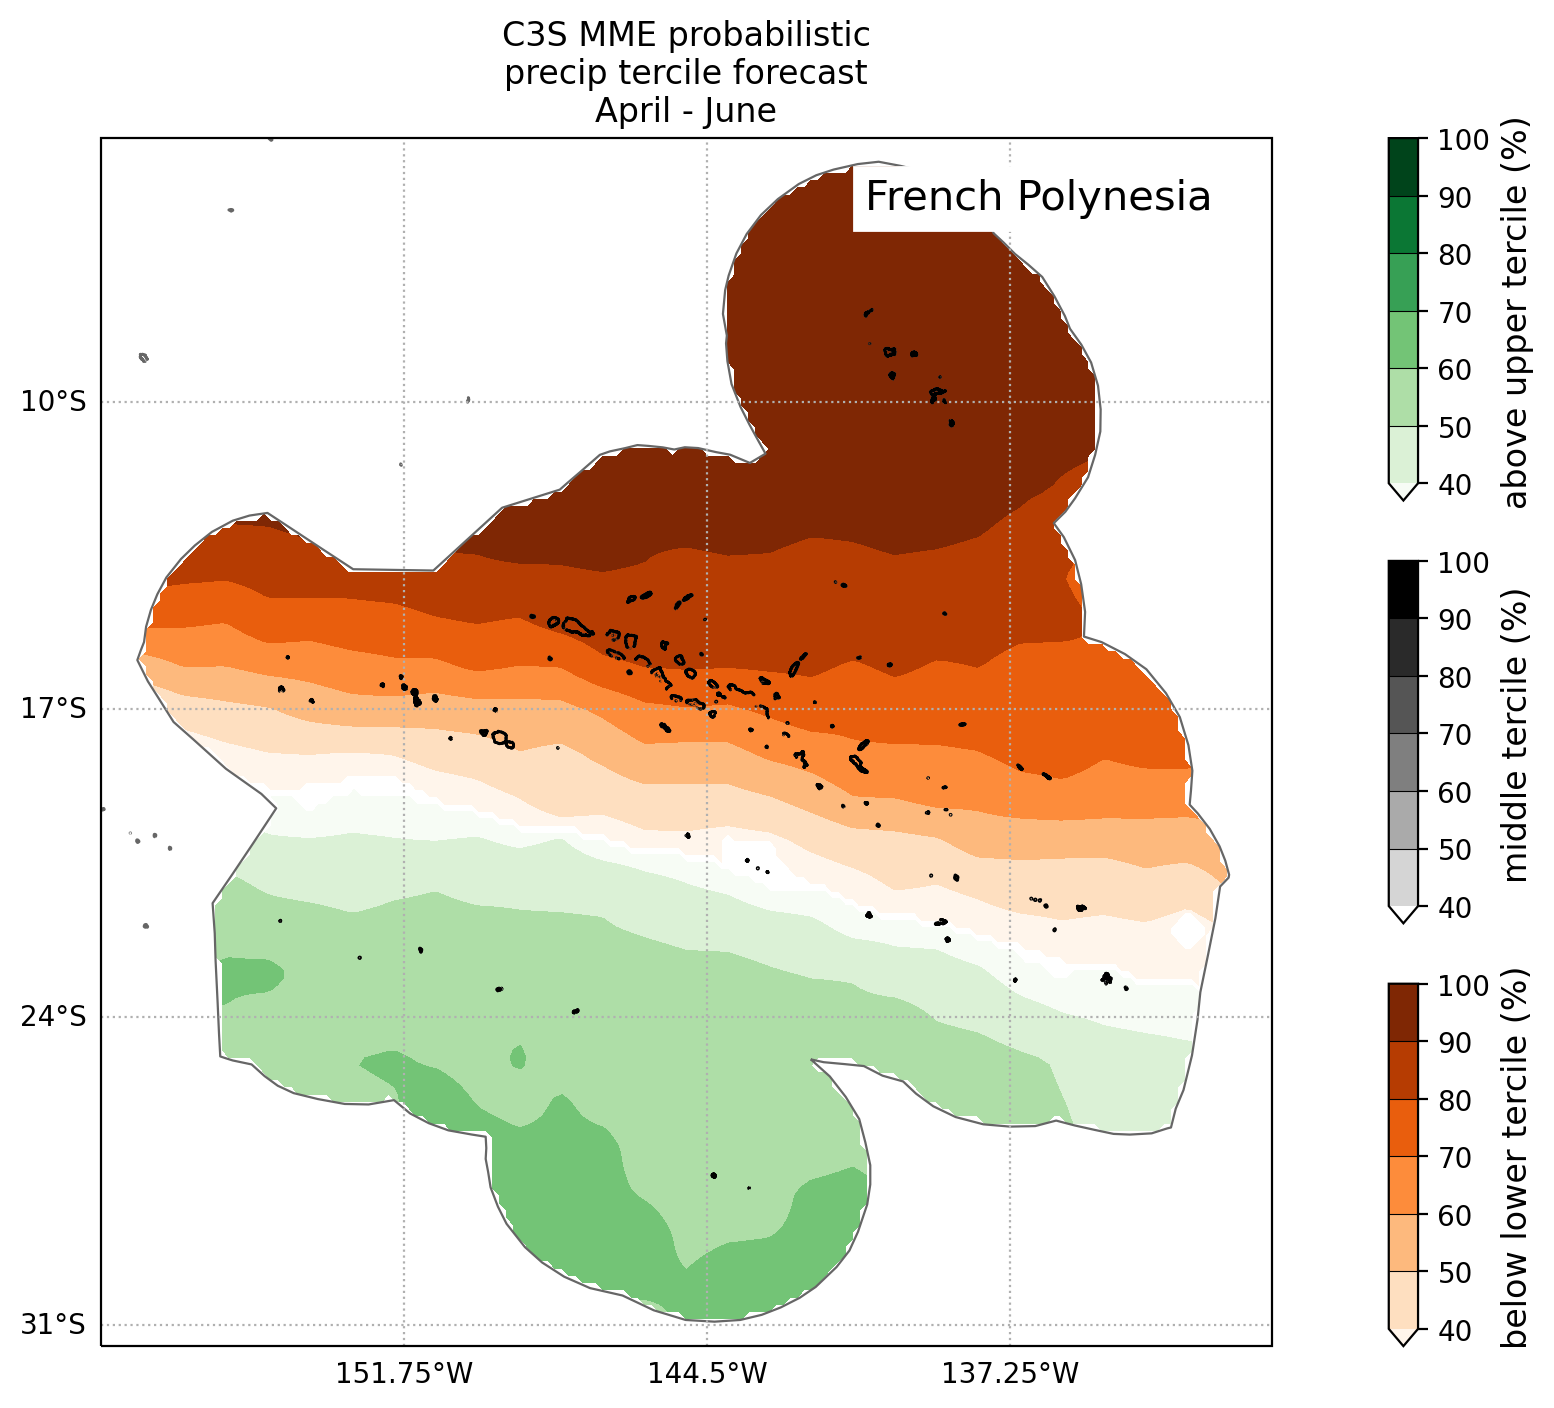 C3S MME probabilistic
precip tercile forecast
April - June
French Polynesia
10°S
17°S
24°S
31°S
151.75°W
144.5°W
137.25°W
100
90
80
70
60
50
40
above upper tercile (%)
100
90
80
70
60
50
40
middle tercile (%)
100
90
80
70
60
50
40
below lower tercile (%)